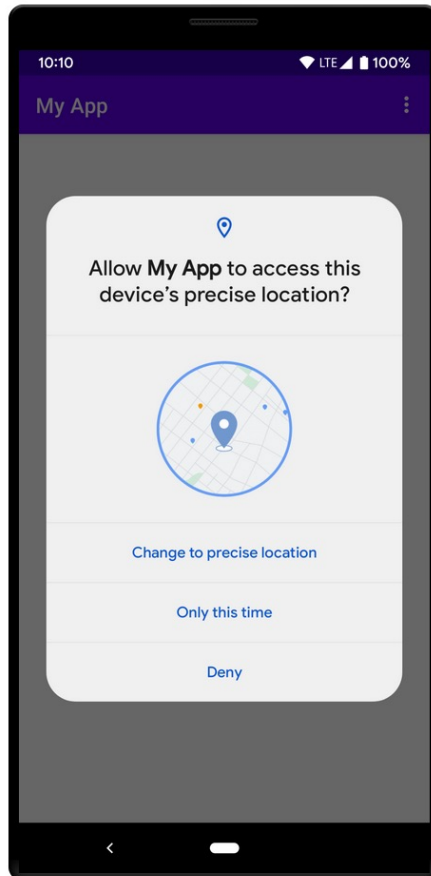 10:10 LTE 100%
My App
Allow My App to access this
device’s precise location?
Change to precise location
Only this time
Deny